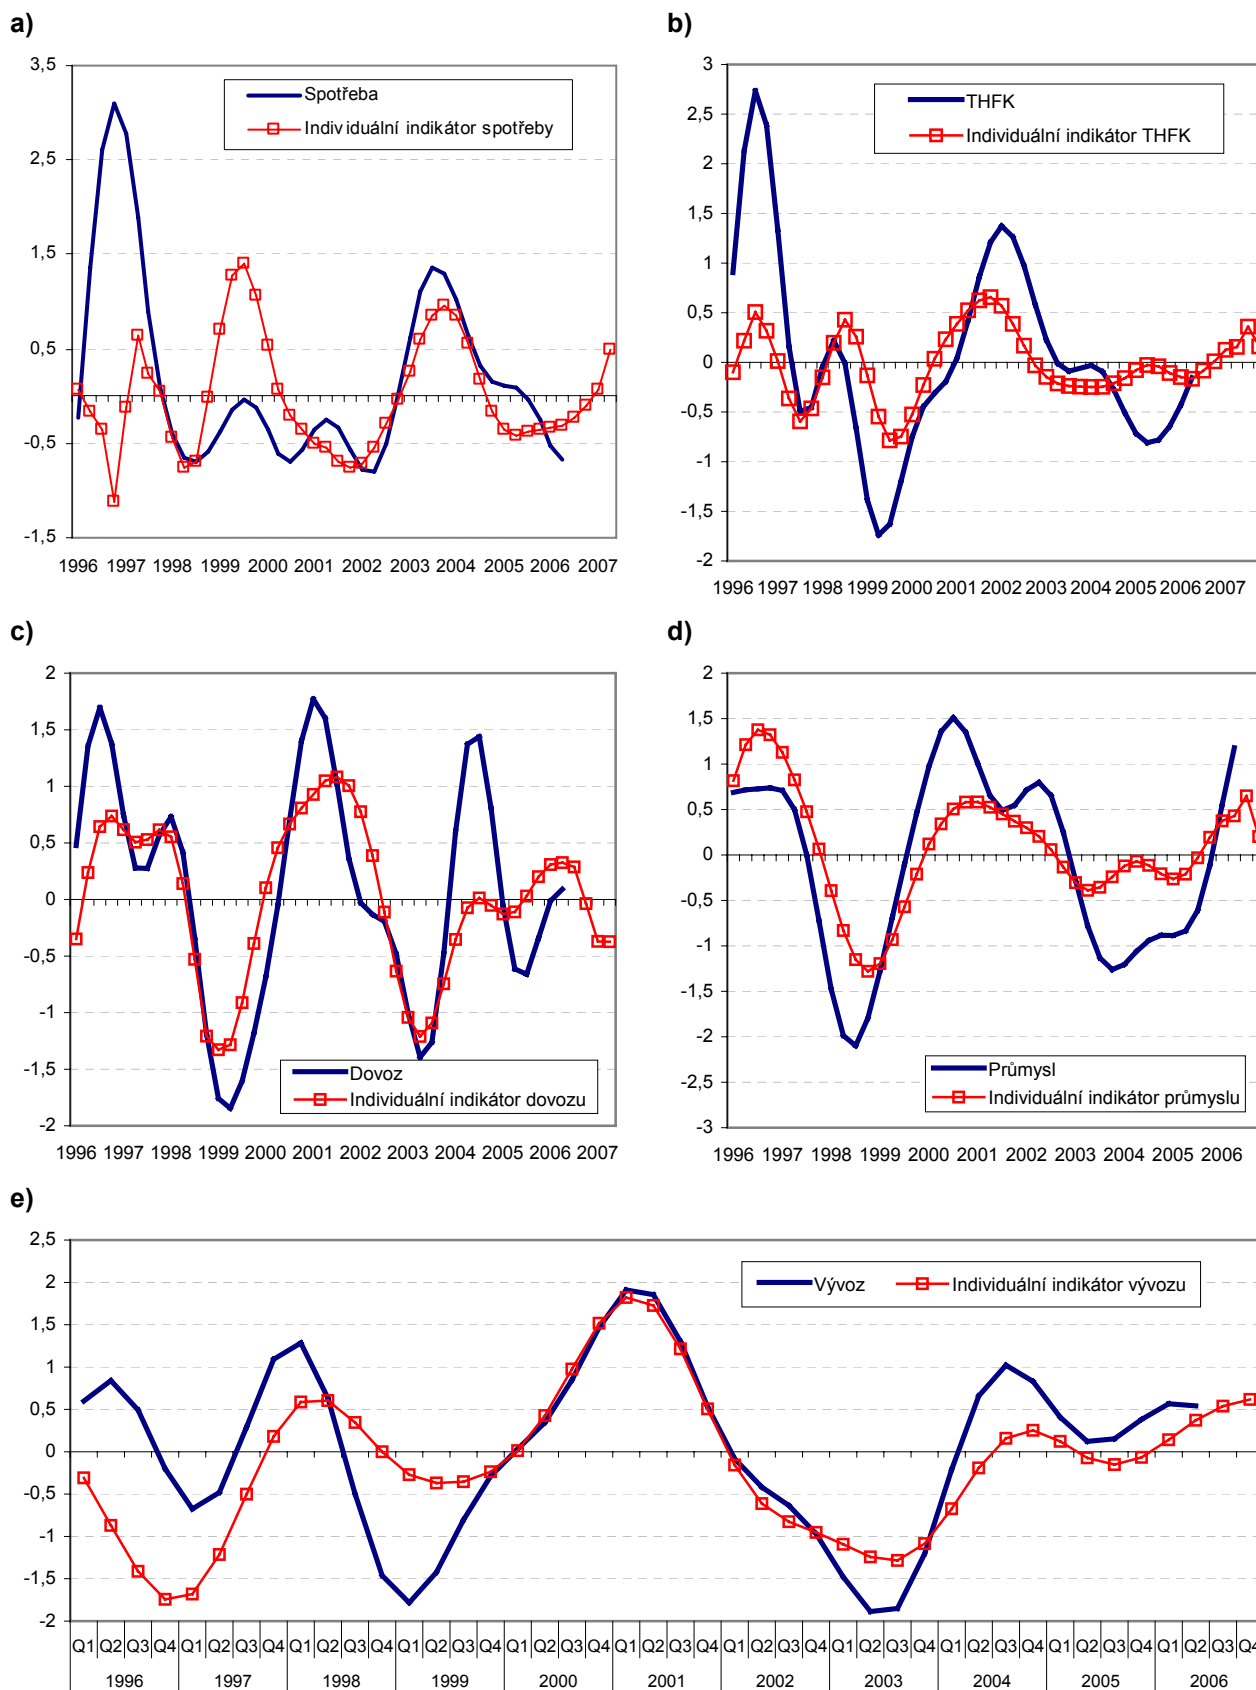 a)
3,5
2,5
1,5
0,5
-0,5
-1,5
Spotřeba
Individuální indikátor spotřeby
1996 1997 1998 1999 2000 2001 2002 2003 2004 2005 2006 2007
b)
3
2,5
2
1,5
1
0,5
0
-0,5
-1
-1,5
-2
THFK
Individuální indikátor THFK
1996 1997 1998 1999 2000 2001 2002 2003 2004 2005 2006 2007
c)
2
1,5
1
0,5
0
-0,5
-1
-1,5
-2
Dovoz
Individuální indikátor dovozu
1996 1997 1998 1999 2000 2001 2002 2003 2004 2005 2006 2007
d)
2
1,5
1
0,5
0
-0,5
-1
-1,5
-2
-2,5
-3
Průmysl
Individuální indikátor průmyslu
1996 1997 1998 1999 2000 2001 2002 2003 2004 2005 2006
e)
2,5
2
1,5
1
0,5
0
-0,5
-1
-1,5
-2
Vývoz
Individuální indikátor vývozu
Q1 Q2 Q3 Q4 Q1 Q2 Q3 Q4 Q1 Q2 Q3 Q4 Q1 Q2 Q3 Q4 Q1 Q2 Q3 Q4 Q1 Q2 Q3 Q4 Q1 Q2 Q3 Q4 Q1 Q2 Q3 Q4 Q1 Q2 Q3 Q4 Q1 Q2 Q3 Q4 Q1 Q2 Q3 Q4
1996 1997 1998 1999 2000 2001 2002 2003 2004 2005 2006